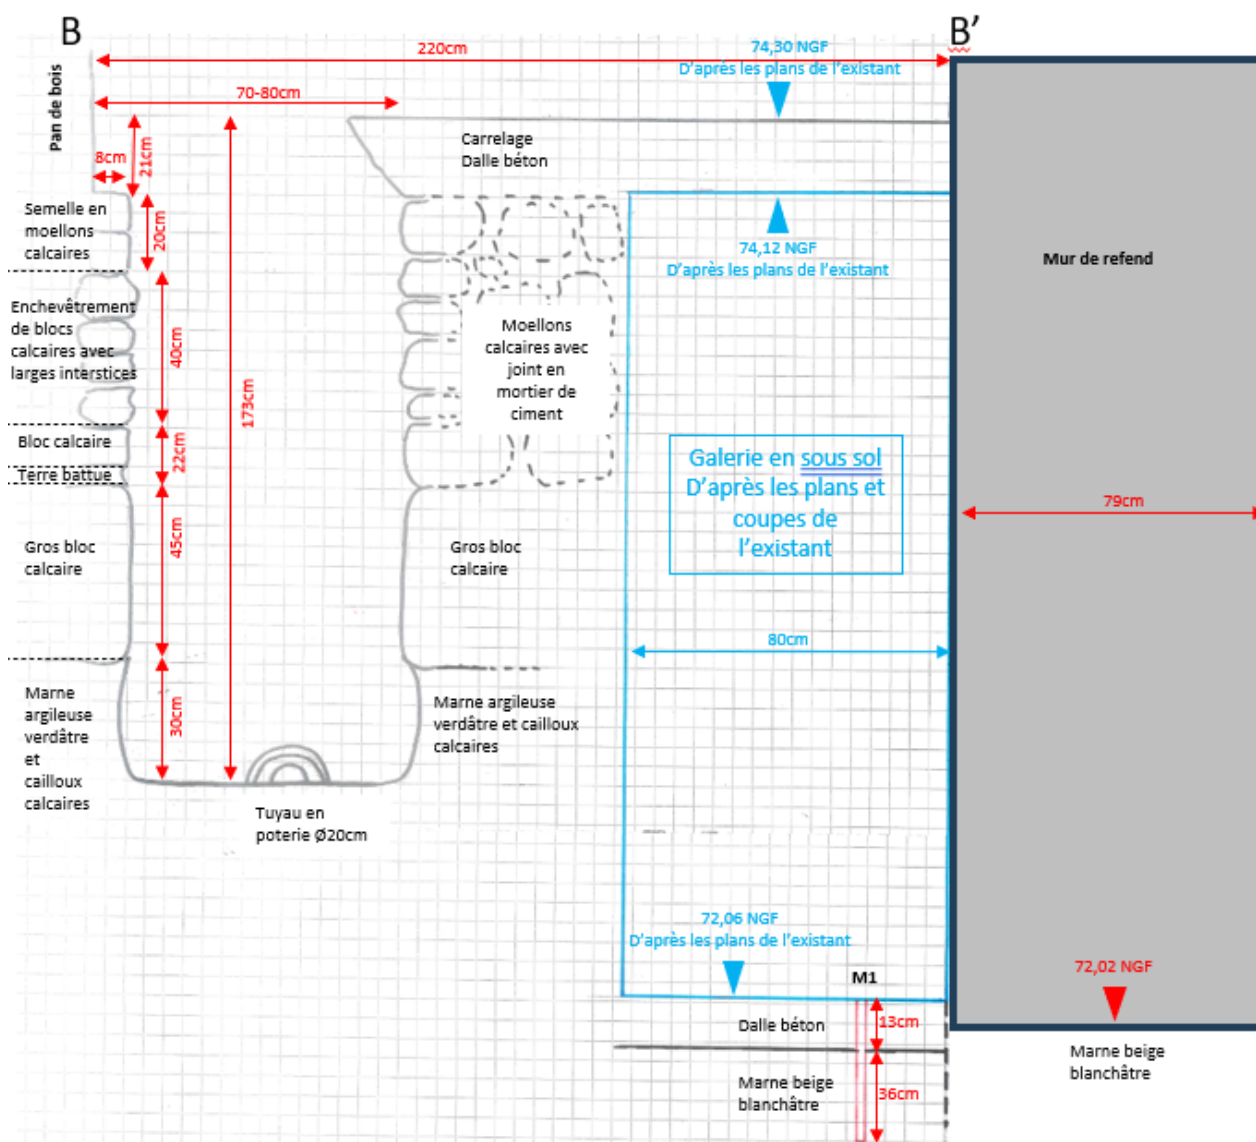 B
B’
220cm
74,30 NGF
D’après les plans de l’existant
Pan de bois
70-80cm
8cm
21cm
Carrelage
Dalle béton
Semelle en
moellons
calcaires
20cm
74,12 NGF
D’après les plans de l’existant
Mur de refend
Enchevêtrement
de blocs
calcaires avec
larges interstices
40cm
173cm
Moellons
calcaires avec
joint en
mortier de
ciment
Bloc calcaire
22cm
Terre battue
Galerie en sous sol
D’après les plans et
coupes de
l’existant
79cm
Gros bloc
calcaire
45cm
Gros bloc
calcaire
80cm
Marne
argileuse
verdâtre
et
cailloux
calcaires
30cm
Marne argileuse
verdâtre et cailloux
calcaires
Tuyau en
poterie Ø20cm
72,06 NGF
D’après les plans de l’existant
M1
72,02 NGF
Dalle béton
13cm
Marne beige
blanchâtre
Marne beige
blanchâtre
36cm